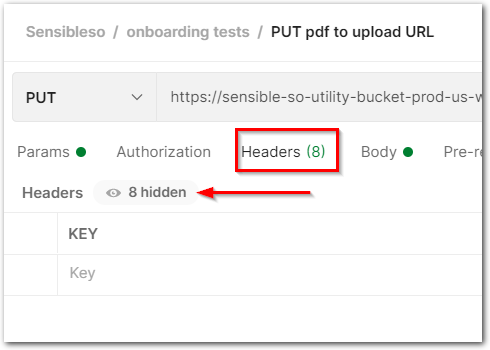 Sensibleso / onboarding tests / PUT pdf to upload URL
PUT https://sensible-so-utility-bucket-prod-us-w
Params Authorization Headers (8) Body Pre-re
Headers 8 hidden
KEY
Key